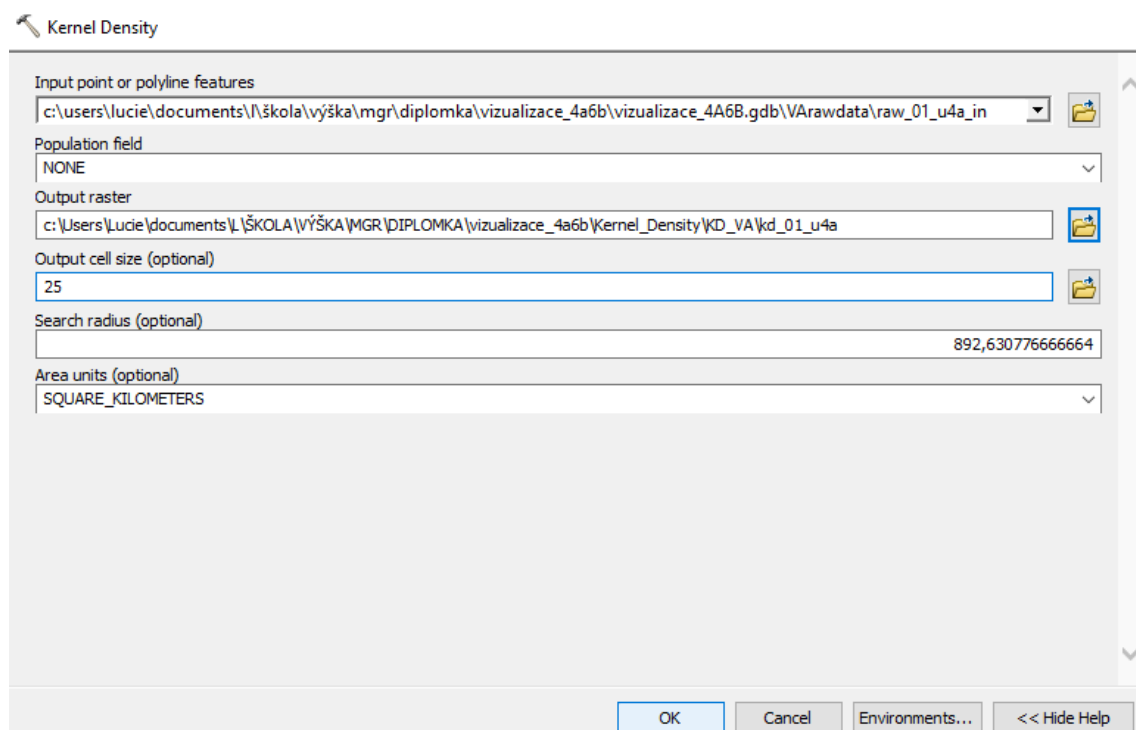 Kernel Density
Input point or polyline features
c:\users\lucie\documents\l\škola\výška\mgr\diplomka\vizualizace_4a6b\vizualizace_4A6B.gdb\VArawdata\raw_01_u4a_in
Population field
NONE
Output raster
c:\Users\Lucie\documents\L\ŠKOLA\VÝŠKA\MGR\DIPLOMKA\vizualizace_4a6b\Kernel_Density\KD_VA\kd_01_u4a
Output cell size (optional)
25
Search radius (optional)
892,630776666664
Area units (optional)
SQUARE_KILOMETERS
OK Cancel Environments... << Hide Help